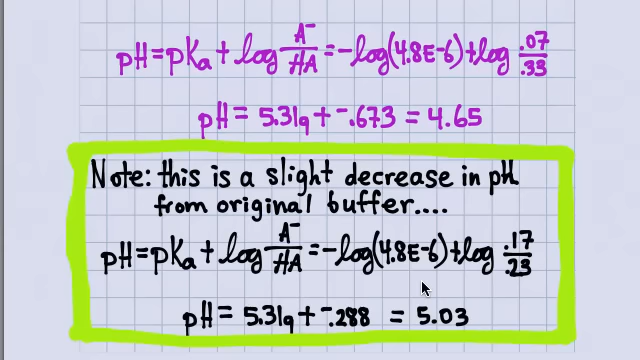 pH = pKa + log A⁻/HA = -log(4.8E-6) + log .07/.33
pH = 5.319 + -.673 = 4.65
Note: this is a slight decrease in pH
from original buffer....
pH = pKa + log A⁻/HA = -log(4.8E-6) + log .17/.23
pH = 5.319 + -.288 = 5.03